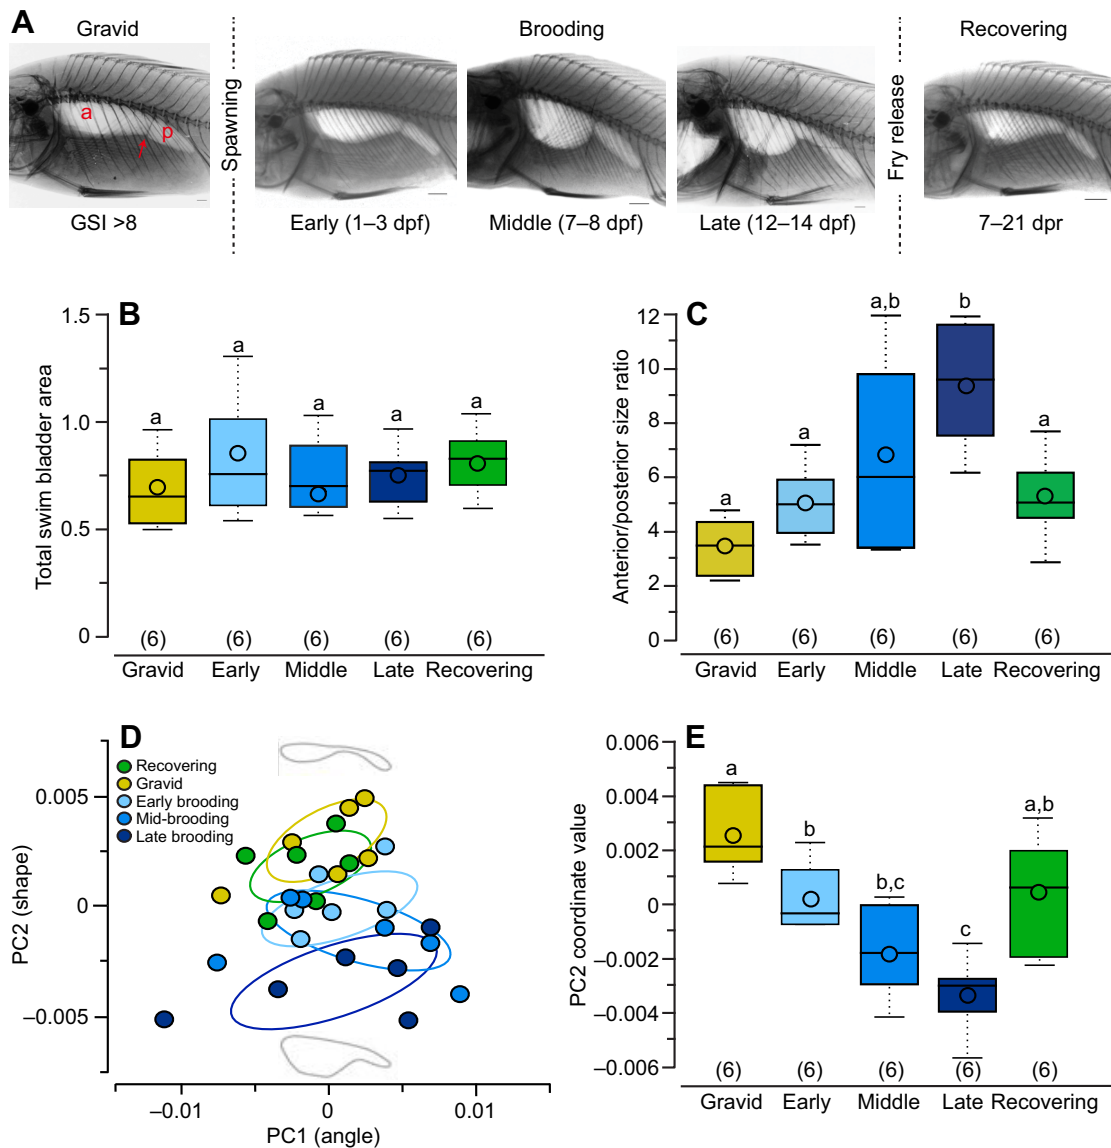 A
Gravid
Brooding
Recovering
a
p
Spawning
Fry release
GSI >8
Early (1–3 dpf)
Middle (7–8 dpf)
Late (12–14 dpf)
7–21 dpr
B
Total swim bladder area
1.5
1.0
0.5
0
a
a
a
a
a
(6)
(6)
(6)
(6)
(6)
Gravid
Early
Middle
Late
Recovering
C
Anterior/posterior size ratio
12
10
8
6
4
2
0
a
a
a,b
b
a
(6)
(6)
(6)
(6)
(6)
Gravid
Early
Middle
Late
Recovering
D
Recovering
Gravid
Early brooding
Mid-brooding
Late brooding
PC2 (shape)
0.005
0
–0.005
–0.01
0
0.01
PC1 (angle)
E
PC2 coordinate value
0.006
0.004
0.002
0
–0.002
–0.004
–0.006
a
b
b,c
c
a,b
(6)
(6)
(6)
(6)
(6)
Gravid
Early
Middle
Late
Recovering